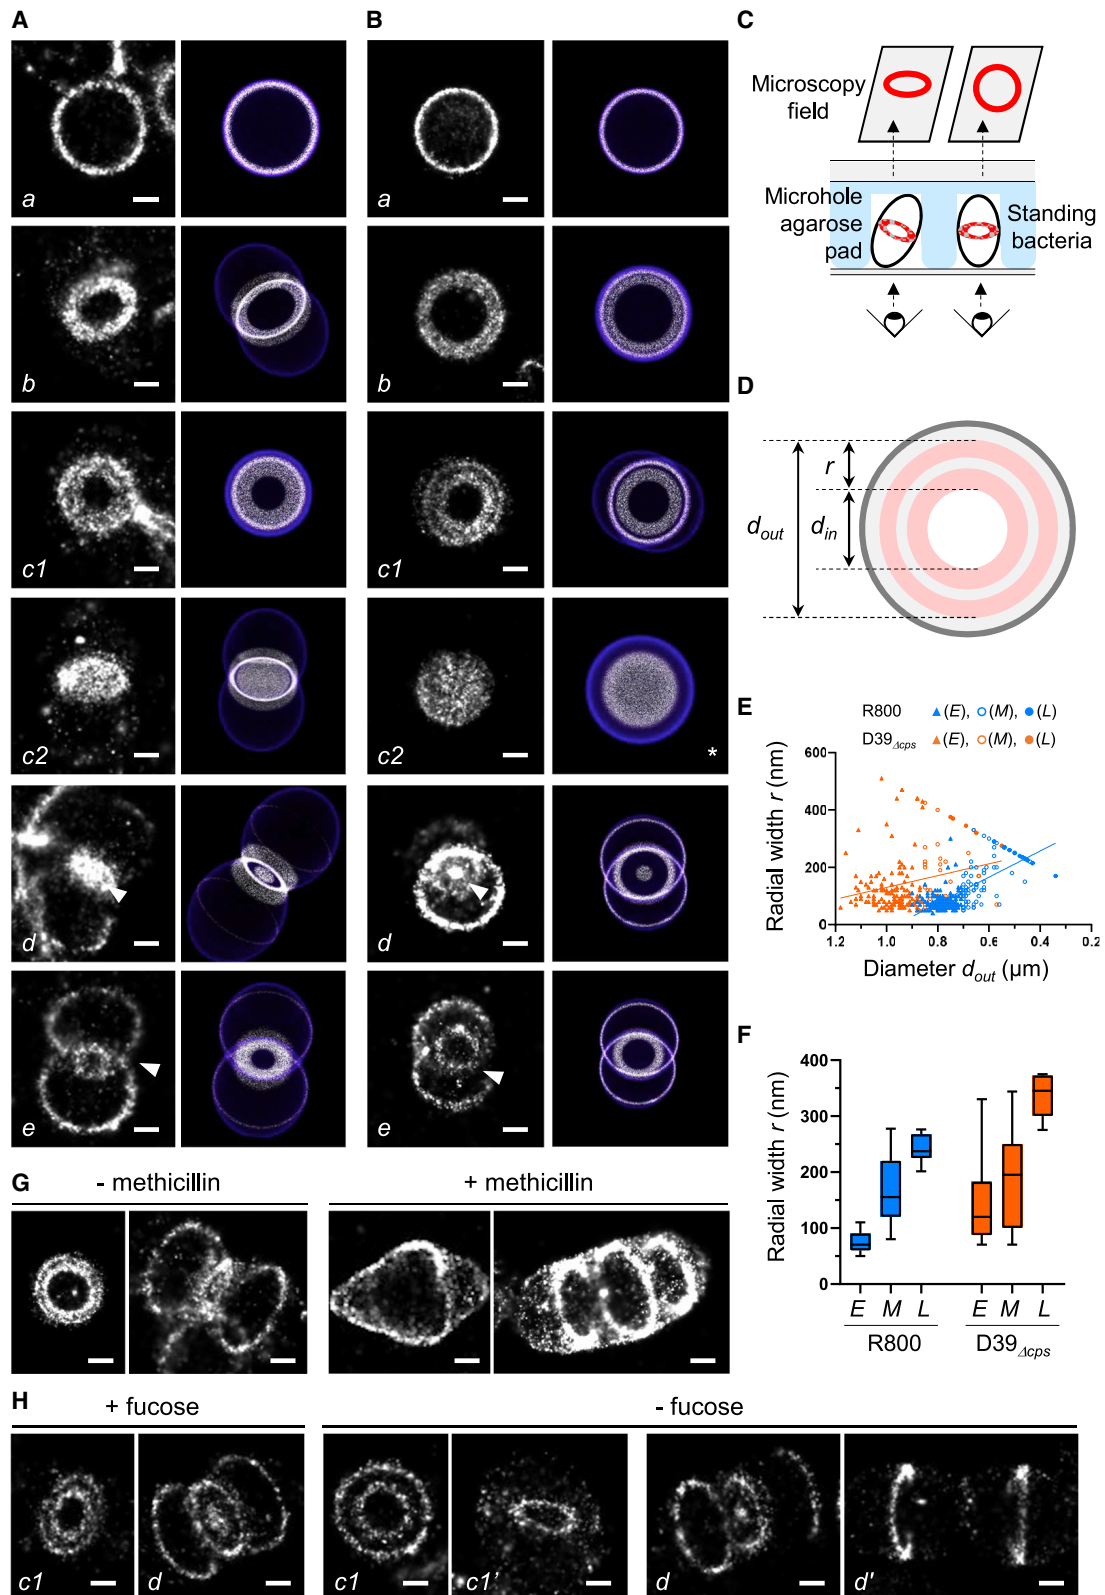 A
B
C
a
a
b
b
c1
c1
c2
c2
*
d
d
e
e
Microscopy
field
Microhole
agarose
pad
Standing
bacteria
D
r
d_out
d_in
E
R800 (E), (M), (L)
D39Δcps (E), (M), (L)
Radial width r (nm)
600
400
200
0
1.2 1.0 0.8 0.6 0.4 0.2
Diameter d_out (µm)
F
Radial width r (nm)
400
300
200
100
0
E M L E M L
R800 D39Δcps
G
- methicillin
+ methicillin
H
+ fucose
- fucose
c1
d
c1
c1'
d
d'